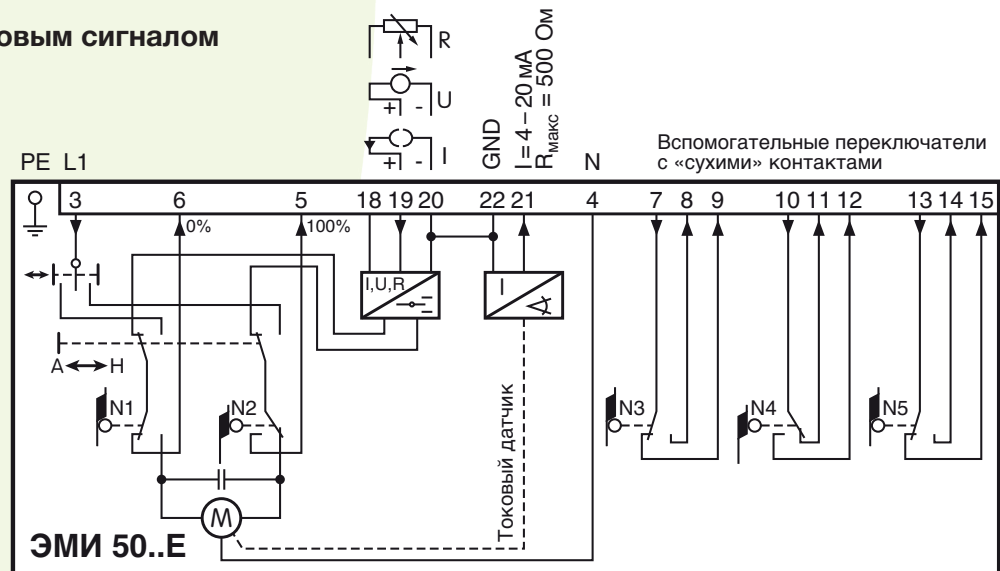 овым сигналом
R
U
+ -
I
+ -
GND
I = 4 – 20 мА
Rмакс = 500 Ом
PE L1
N
Вспомогательные переключатели
с «сухими» контактами
3 6 5 18 19 20 22 21 4 7 8 9 10 11 12 13 14 15
0% 100%
I,U,R
I
А Н
N1 N2 N3 N4 N5
Токовый датчик
М
ЭМИ 50..Е